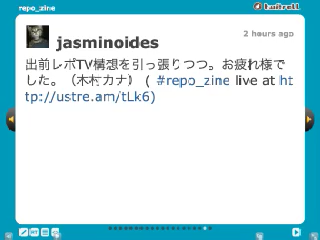 repo_zine
twitrell
2 hours ago
jasminoides
出前レポTV構想を引っ張りつつ。お疲れ様で
した。（木村カナ） ( #repo_zine live at ht
tp://ustre.am/tLk6)